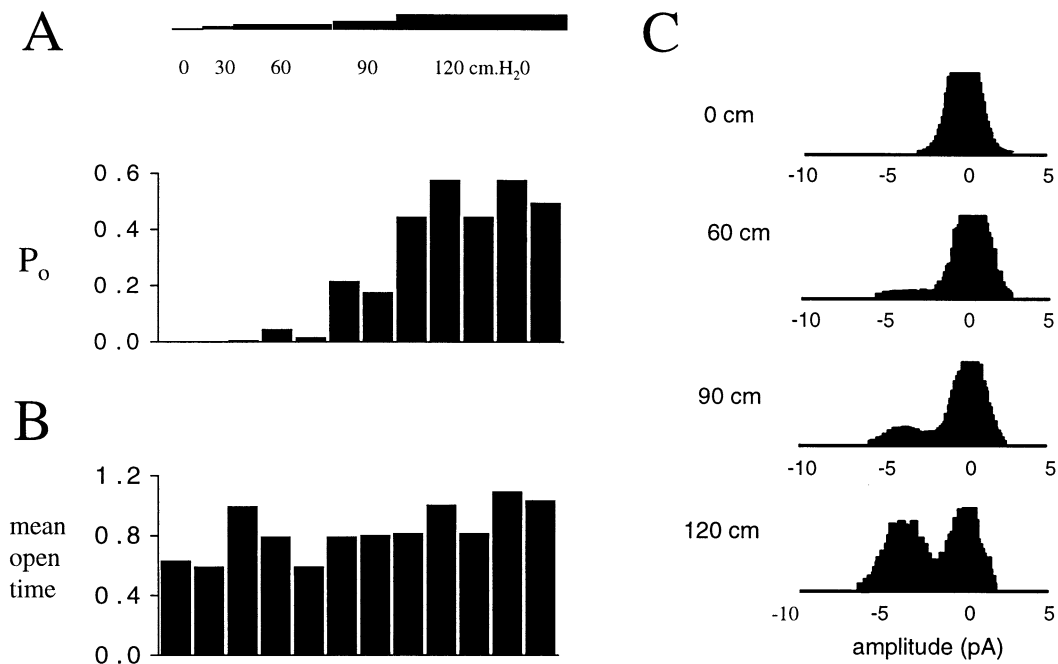 A
0 30 60 90 120 cm.H20
0.6
0.4
Po
0.2
0.0
B
1.2
mean
0.8
open
time
0.4
0.0
C
0 cm
-10 -5 0 5
60 cm
-10 -5 0 5
90 cm
-10 -5 0 5
120 cm
-10 -5 0 5
amplitude (pA)